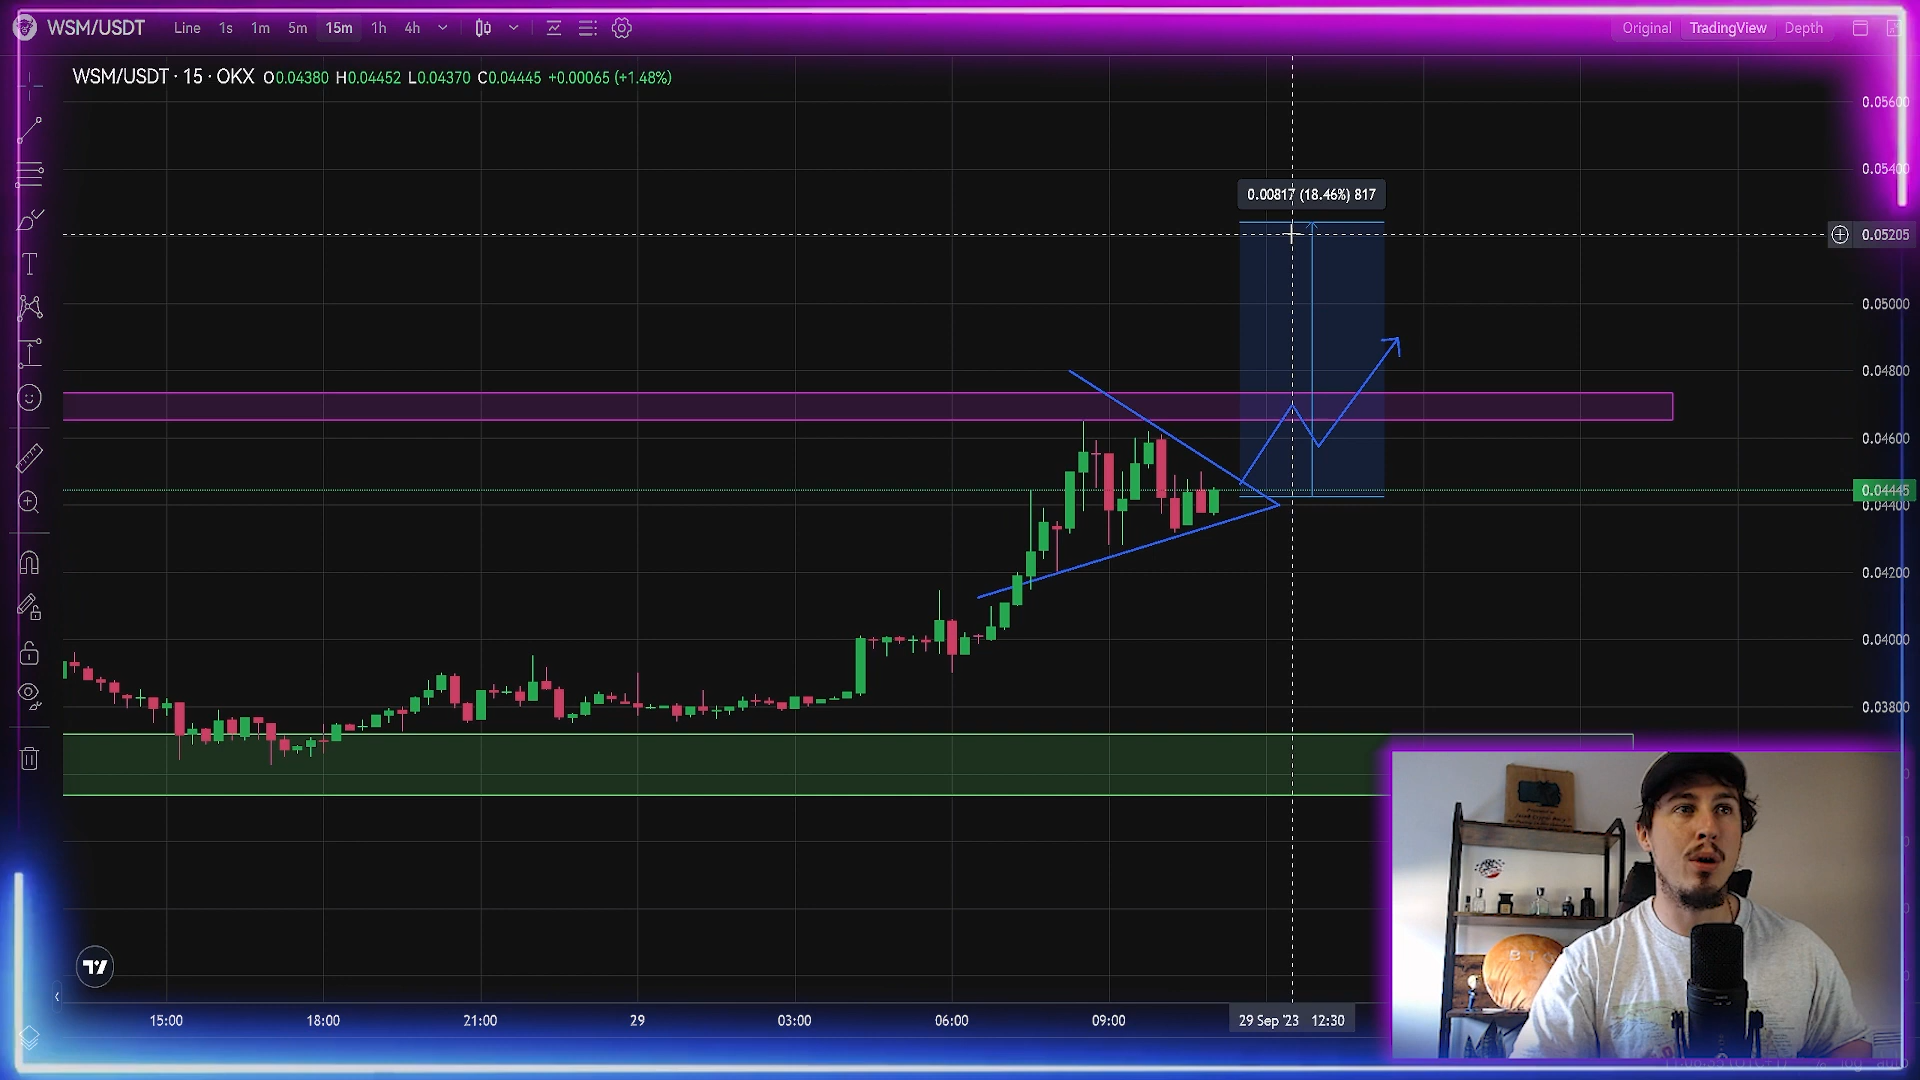 WSM/USDT Line 1s 1m 5m 15m 1h 4h Original TradingView Depth
WSM/USDT · 15 · OKX O0.04380 H0.04452 L0.04370 C0.04445 +0.00065 (+1.48%)
0.05600
0.05400
0.00817 (18.46%) 817
0.05205
0.05000
0.04800
0.04600
0.04445
0.04400
0.04200
0.04000
0.03800
15:00 18:00 21:00 29 03:00 06:00 09:00 29 Sep '23 12:30